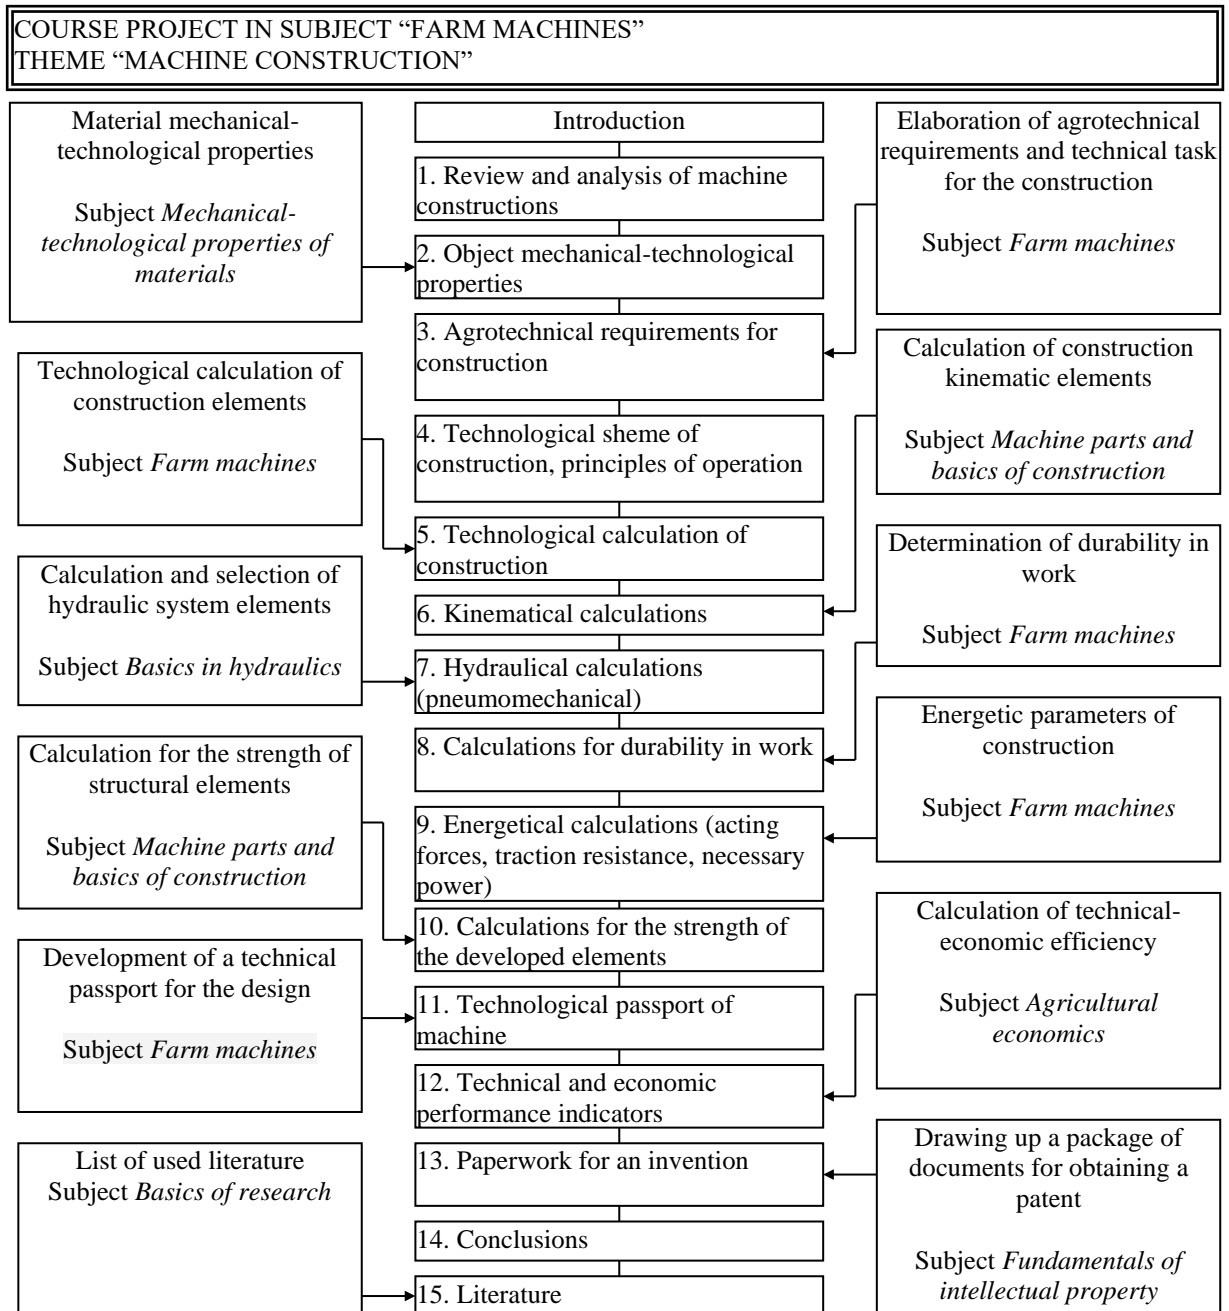 COURSE PROJECT IN SUBJECT “FARM MACHINES”
THEME “MACHINE CONSTRUCTION”
Material mechanical-
technological properties
Subject Mechanical-
technological properties of
materials
Technological calculation of
construction elements
Subject Farm machines
Calculation and selection of
hydraulic system elements
Subject Basics in hydraulics
Calculation for the strength of
structural elements
Subject Machine parts and
basics of construction
Development of a technical
passport for the design
Subject Farm machines
List of used literature
Subject Basics of research
Introduction
1. Review and analysis of machine
constructions
2. Object mechanical-technological
properties
3. Agrotechnical requirements for
construction
4. Technological sheme of
construction, principles of operation
5. Technological calculation of
construction
6. Kinematical calculations
7. Hydraulical calculations
(pneumomechanical)
8. Calculations for durability in work
9. Energetical calculations (acting
forces, traction resistance, necessary
power)
10. Calculations for the strength of
the developed elements
11. Technological passport of
machine
12. Technical and economic
performance indicators
13. Paperwork for an invention
14. Conclusions
15. Literature
Elaboration of agrotechnical
requirements and technical task
for the construction
Subject Farm machines
Calculation of construction
kinematic elements
Subject Machine parts and
basics of construction
Determination of durability in
work
Subject Farm machines
Energetic parameters of
construction
Subject Farm machines
Calculation of technical-
economic efficiency
Subject Agricultural
economics
Drawing up a package of
documents for obtaining a
patent
Subject Fundamentals of
intellectual property